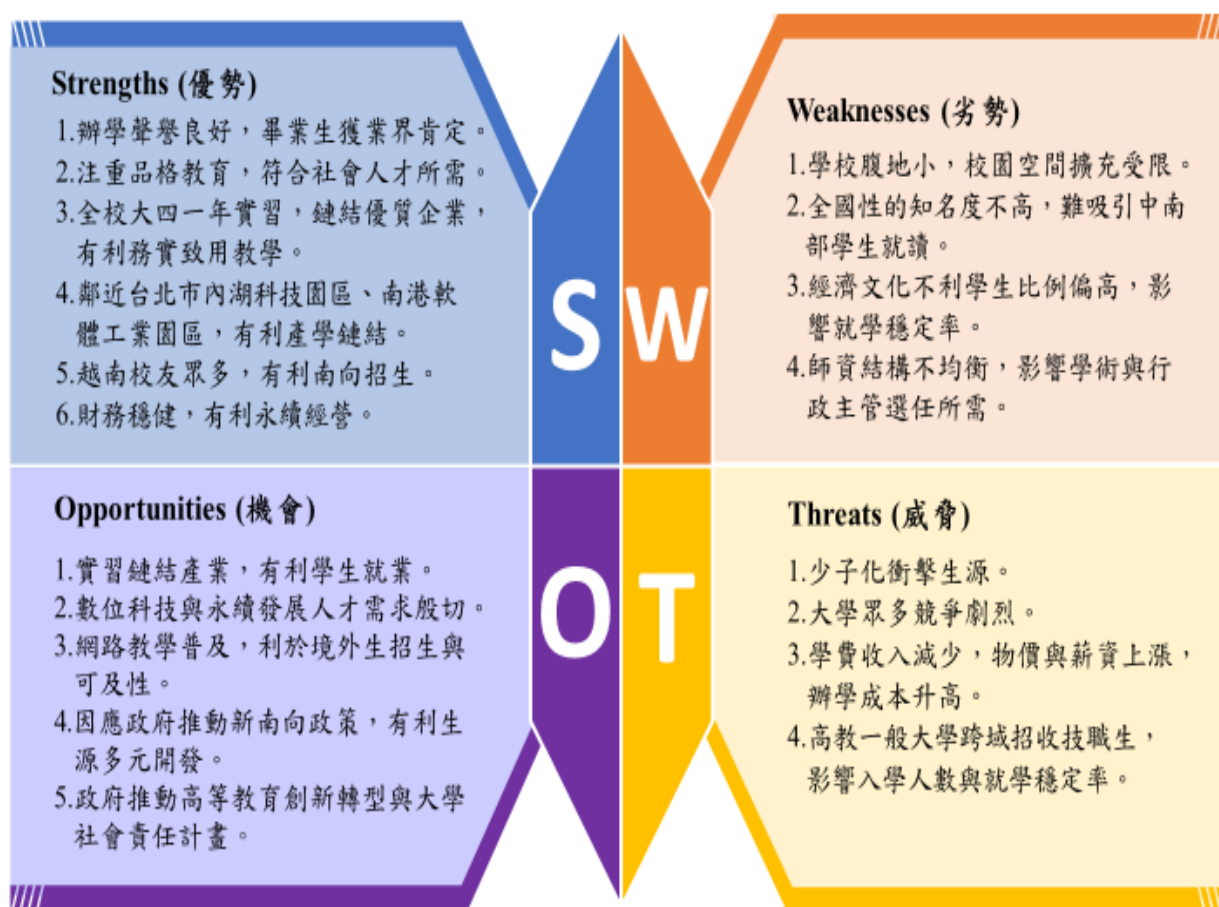 Strengths (優勢)
1.辦學聲譽良好，畢業生獲業界肯定。
2.注重品格教育，符合社會人才所需。
3.全校大四一年實習，鏈結優質企業，
有利務實致用教學。
4.鄰近台北市內湖科技園區、南港軟
體工業園區，有利產學鏈結。
5.越南校友眾多，有利南向招生。
6.財務穩健，有利永續經營。
Weaknesses (劣勢)
1.學校腹地小，校園空間擴充受限。
2.全國性的知名度不高，難吸引中南
部學生就讀。
3.經濟文化不利學生比例偏高，影
響就學穩定率。
4.師資結構不均衡，影響學術與行
政主管選任所需。
S
W
Opportunities (機會)
1.實習鏈結產業，有利學生就業。
2.數位科技與永續發展人才需求殷切。
3.網路教學普及，利於境外生招生與
可及性。
4.因應政府推動新南向政策，有利生
源多元開發。
5.政府推動高等教育創新轉型與大學
社會責任計畫。
O
T
Threats (威脅)
1.少子化衝擊生源。
2.大學眾多競爭劇烈。
3.學費收入減少，物價與薪資上漲，
辦學成本升高。
4.高教一般大學跨域招收技職生，
影響入學人數與就學穩定率。